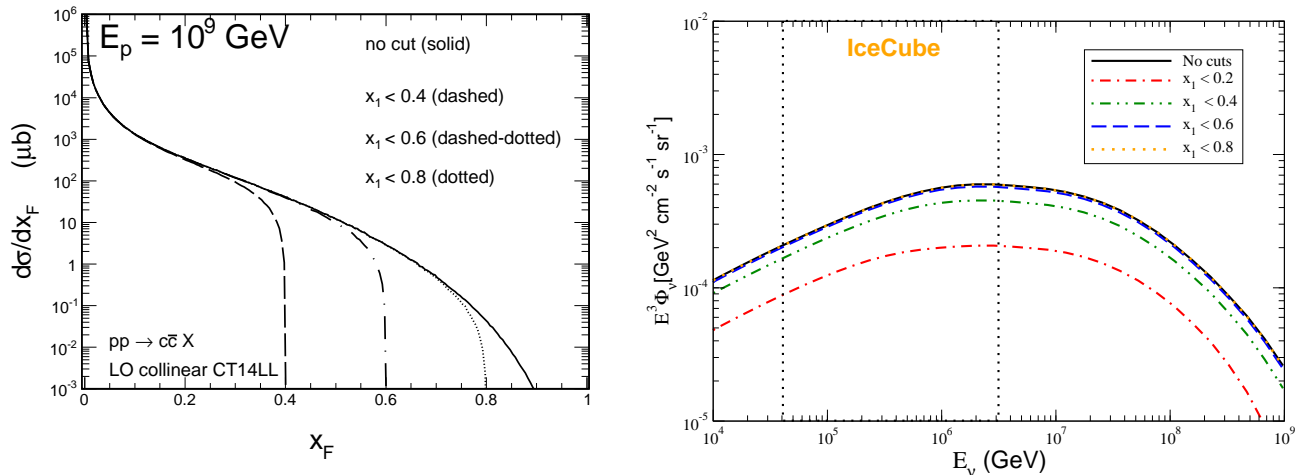 E_p = 10^9 GeV
no cut (solid)
x_1 < 0.4 (dashed)
x_1 < 0.6 (dashed-dotted)
x_1 < 0.8 (dotted)
pp → cc̅ X
LO collinear CT14LL
dσ/dx_F (μb)
10^6
10^5
10^4
10^3
10^2
10
1
10^-1
10^-2
10^-3
0 0.2 0.4 0.6 0.8 1
x_F
IceCube
No cuts
x_1 < 0.2
x_1 < 0.4
x_1 < 0.6
x_1 < 0.8
E^3Φ_ν[GeV^2 cm^-2 s^-1 sr^-1]
10^-2
10^-3
10^-4
10^-5
10^4 10^5 10^6 10^7 10^8 10^9
E_ν (GeV)